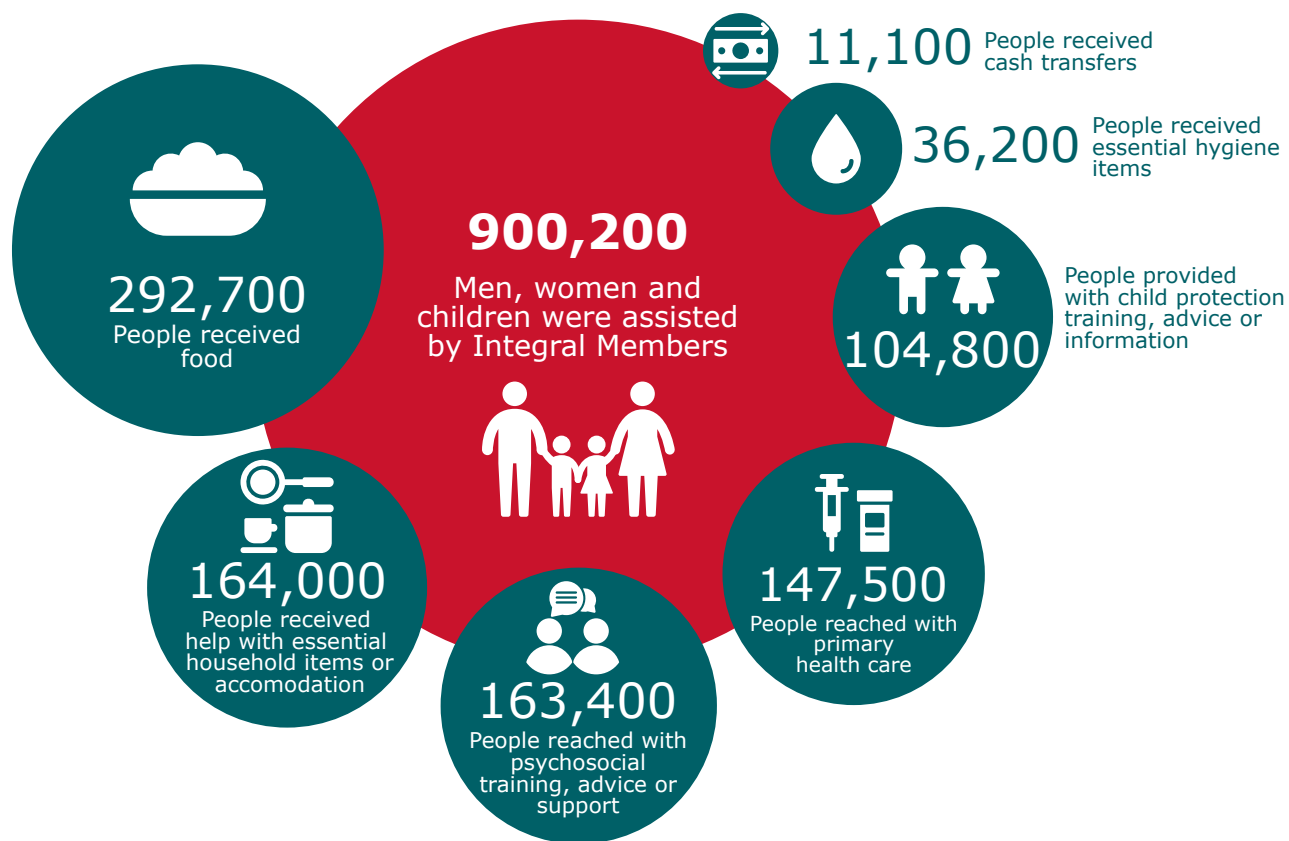 11,100
People received
cash transfers
36,200
People received
essential hygiene
items
900,200
Men, women and
children were assisted
by Integral Members
292,700
People received
food
104,800
People provided
with child protection
training, advice or
information
164,000
People received
help with essential
household items or
accomodation
163,400
People reached with
psychosocial
training, advice or
support
147,500
People reached with
primary
health care